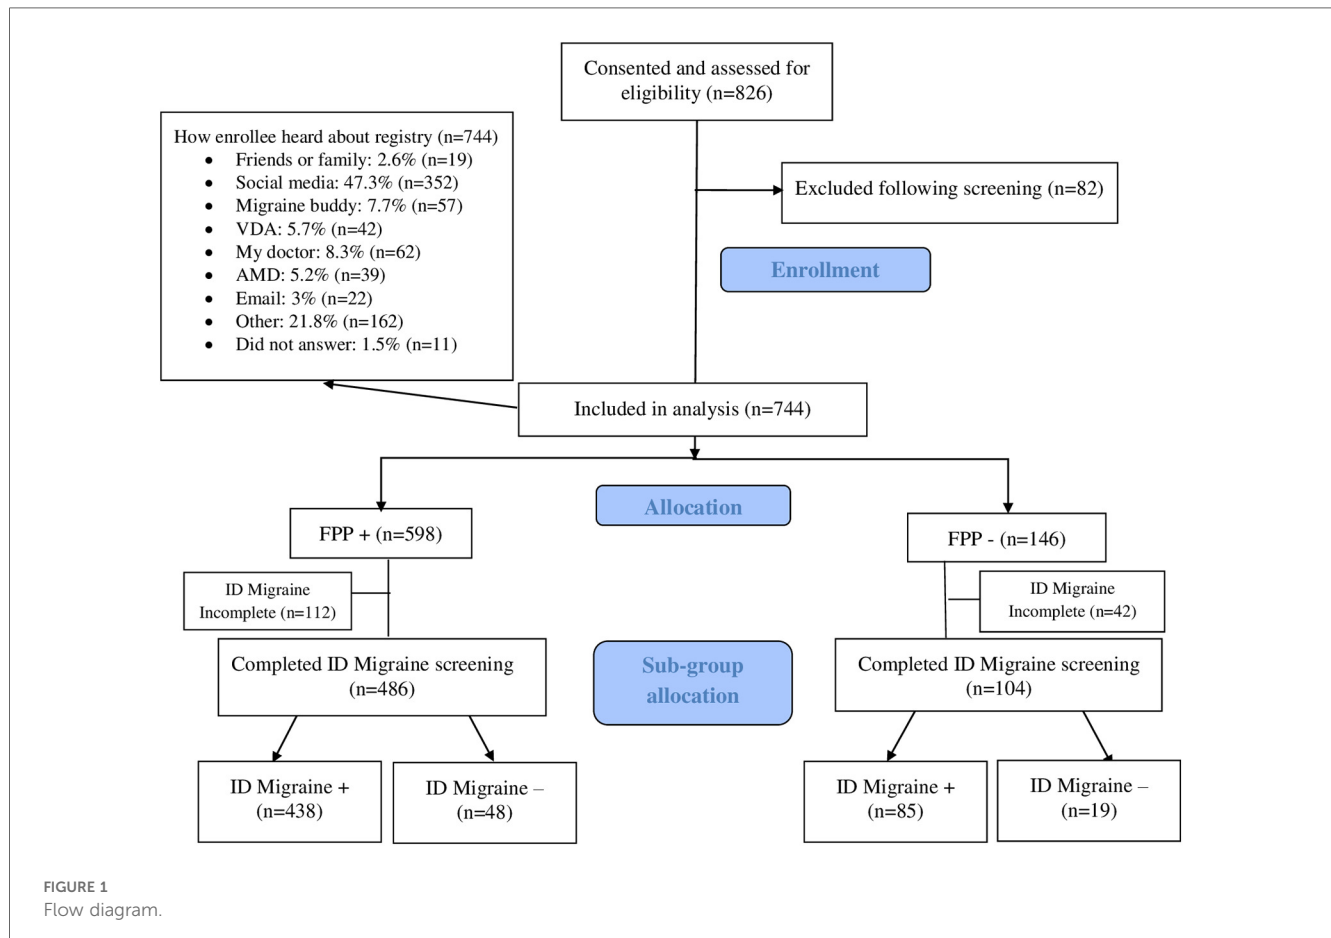 Consented and assessed for
eligibility (n=826)
How enrollee heard about registry (n=744)
• Friends or family: 2.6% (n=19)
• Social media: 47.3% (n=352)
• Migraine buddy: 7.7% (n=57)
• VDA: 5.7% (n=42)
• My doctor: 8.3% (n=62)
• AMD: 5.2% (n=39)
• Email: 3% (n=22)
• Other: 21.8% (n=162)
• Did not answer: 1.5% (n=11)
Excluded following screening (n=82)
Enrollment
Included in analysis (n=744)
Allocation
FPP + (n=598)
FPP - (n=146)
ID Migraine
Incomplete (n=112)
ID Migraine
Incomplete (n=42)
Completed ID Migraine screening
(n=486)
Sub-group
allocation
Completed ID Migraine screening
(n=104)
ID Migraine +
(n=438)
ID Migraine –
(n=48)
ID Migraine +
(n=85)
ID Migraine –
(n=19)
FIGURE 1
Flow diagram.